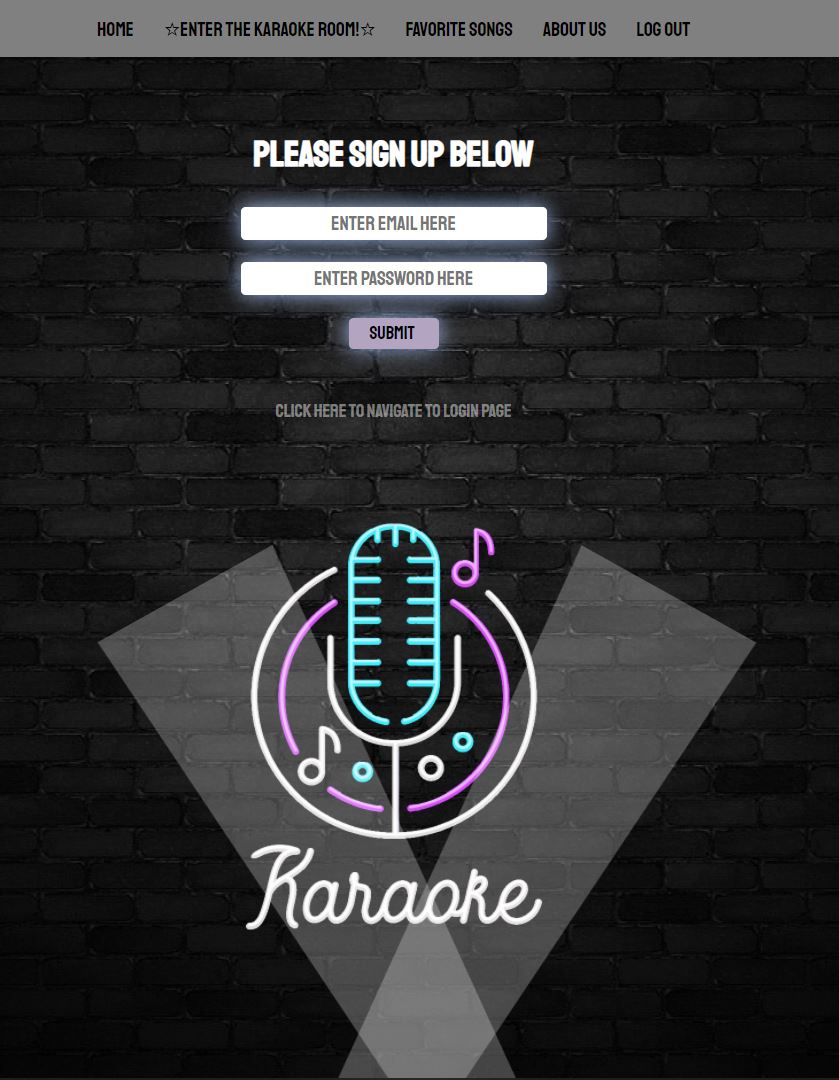 HOME ☆ENTER THE KARAOKE ROOM!☆ FAVORITE SONGS ABOUT US LOG OUT
PLEASE SIGN UP BELOW
ENTER EMAIL HERE
ENTER PASSWORD HERE
SUBMIT
CLICK HERE TO NAVIGATE TO LOGIN PAGE
Karaoke